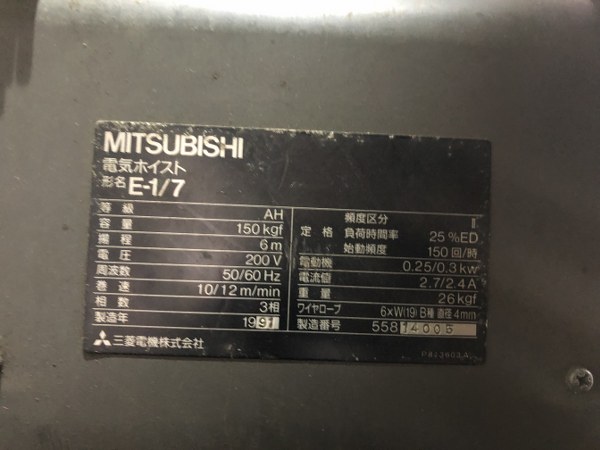 MITSUBISHI
電気ホイスト
形名 E-1/7
等級 AH
容量 150 kgf
揚程 6 m
電圧 200 V
周波数 50/60 Hz
巻速 10/12 m/min
相数 3相
製造年 1991
三菱電機株式会社
頻度区分 I
定格 負荷時間率 25 %ED
始動頻度 150 回/時
電動機 0.25/0.3 kw
電流値 2.7/2.4A
重量 26 kgf
ワイヤロープ 6×W(19) B種 直径4mm
製造番号 558 14006